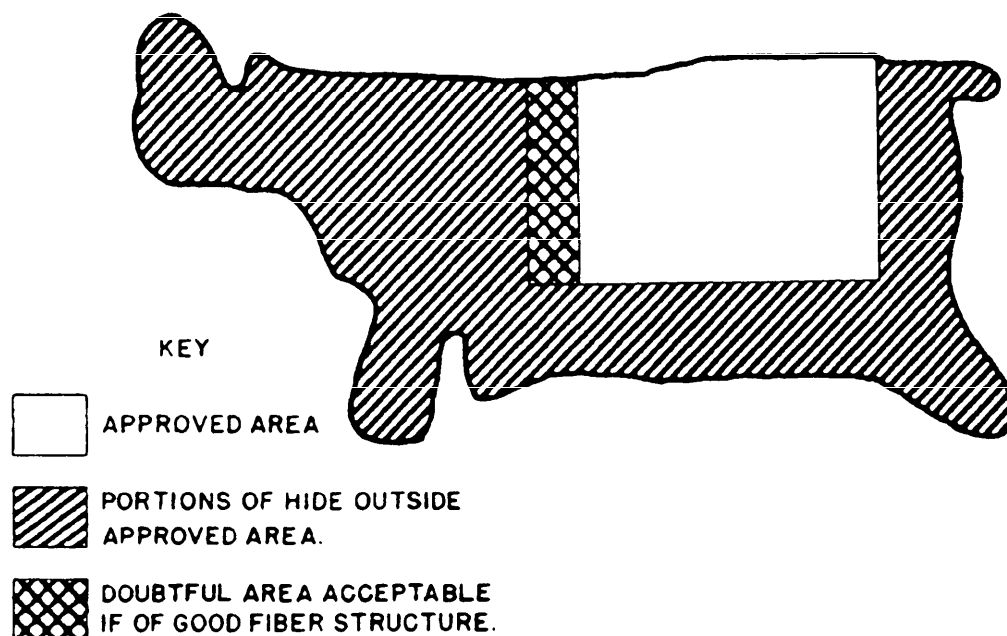 KEY
APPROVED AREA
PORTIONS OF HIDE OUTSIDE
APPROVED AREA.
DOUBTFUL AREA ACCEPTABLE
IF OF GOOD FIBER STRUCTURE.